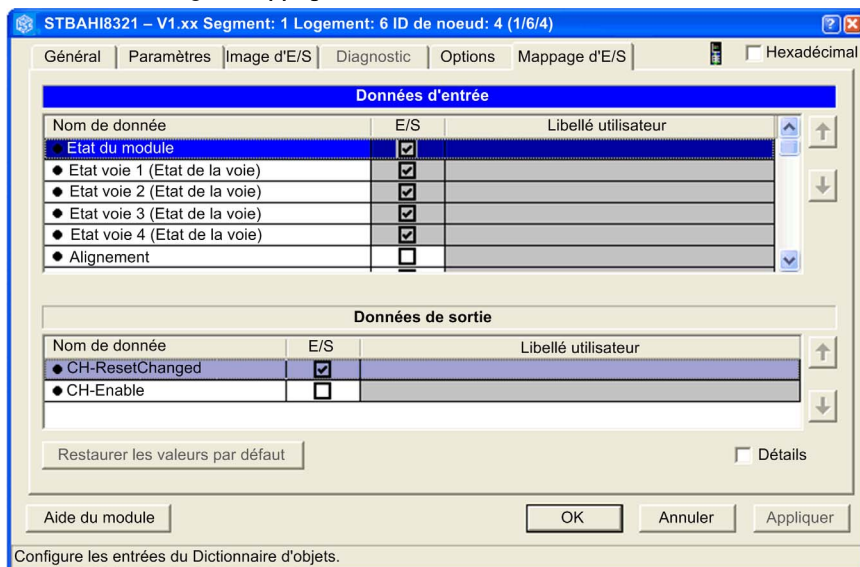 STBAHI8321 – V1.xx Segment: 1 Logement: 6 ID de noeud: 4 (1/6/4)
Général Paramètres Image d'E/S Diagnostic Options Mappage d'E/S Hexadécimal
Données d'entrée
Nom de donnée E/S Libellé utilisateur
Etat du module
Etat voie 1 (Etat de la voie)
Etat voie 2 (Etat de la voie)
Etat voie 3 (Etat de la voie)
Etat voie 4 (Etat de la voie)
Alignement
Données de sortie
Nom de donnée E/S Libellé utilisateur
CH-ResetChanged
CH-Enable
Restaurer les valeurs par défaut Détails
Aide du module OK Annuler Appliquer
Configure les entrées du Dictionnaire d'objets.